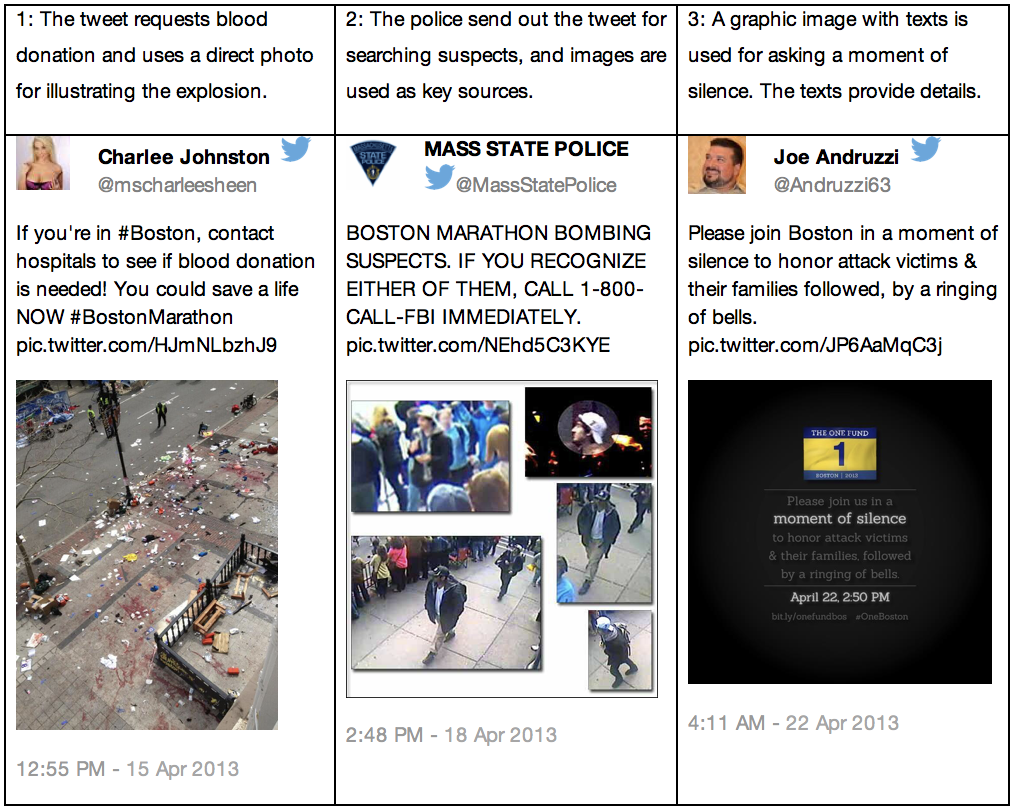 1: The tweet requests blood
donation and uses a direct photo
for illustrating the explosion.
2: The police send out the tweet for
searching suspects, and images are
used as key sources.
3: A graphic image with texts is
used for asking a moment of
silence. The texts provide details.
Charlee Johnston
@mscharleesheen
If you're in #Boston, contact
hospitals to see if blood donation
is needed! You could save a life
NOW #BostonMarathon
pic.twitter.com/HJmNLbzhJ9
12:55 PM - 15 Apr 2013
STATE
POLICE
MASS STATE POLICE
@MassStatePolice
BOSTON MARATHON BOMBING
SUSPECTS. IF YOU RECOGNIZE
EITHER OF THEM, CALL 1-800-
CALL-FBI IMMEDIATELY.
pic.twitter.com/NEhd5C3KYE
2:48 PM - 18 Apr 2013
Joe Andruzzi
@Andruzzi63
Please join Boston in a moment of
silence to honor attack victims &
their families followed, by a ringing
of bells.
pic.twitter.com/JP6AaMqC3j
THE ONE FUND
1
BOSTON | 2013
Please join us in a
moment of silence
to honor attack victims
& their families, followed
by a ringing of bells.
April 22, 2:50 PM
bit.ly/onefundbos #OneBoston
4:11 AM - 22 Apr 2013